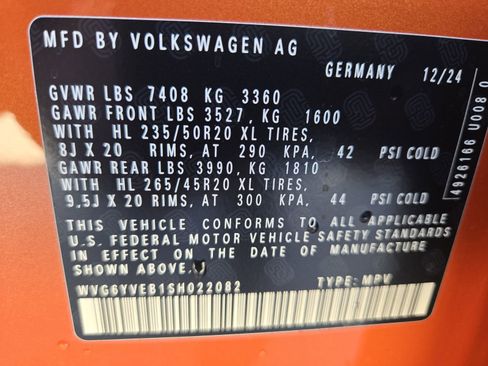 MFD BY VOLKSWAGEN AG
GERMANY 12/24
GVWR LBS 7408 KG 3360
GAWR FRONT LBS 3527, KG 1600
WITH HL 235/50R20 XL TIRES,
8J X 20 RIMS, AT 290 KPA, 42 PSI COLD
GAWR REAR LBS 3990, KG 1810
WITH HL 265/45R20 XL TIRES,
9,5J X 20 RIMS, AT 300 KPA, 44 PSI COLD
THIS VEHICLE CONFORMS TO ALL APPLICABLE
U.S. FEDERAL MOTOR VEHICLE SAFETY STANDARDS
IN EFFECT ON THE DATE OF MANUFACTURE
SHOWN ABOVE.
WVG6YVEB1SH022082 TYPE: MPV
4926166 U008 0